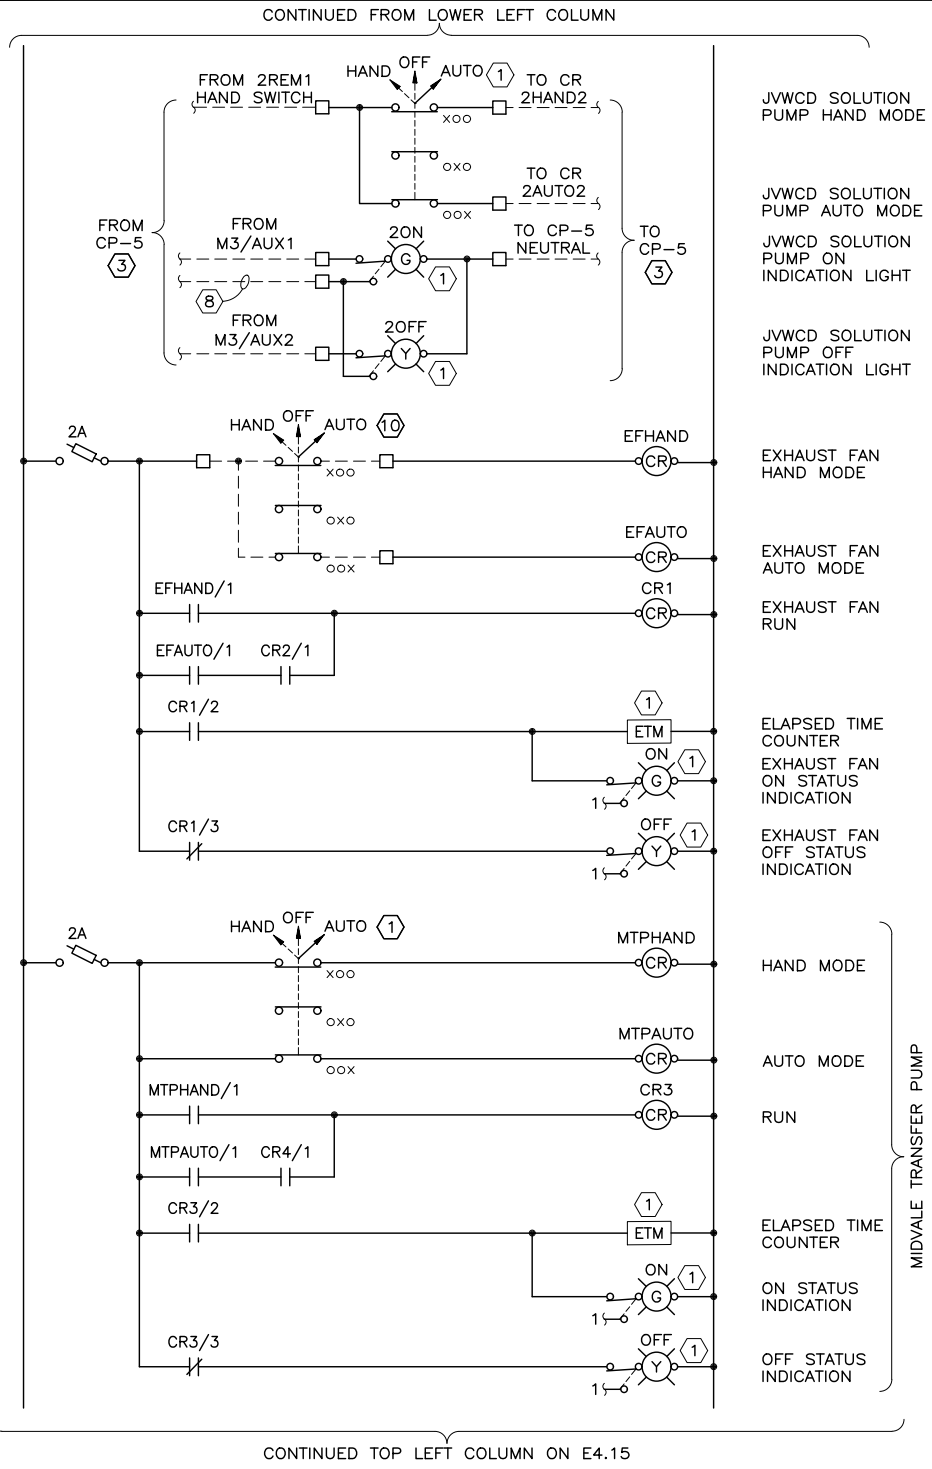 CONTINUED FROM LOWER LEFT COLUMN
HAND OFF AUTO 1
FROM 2REM1
HAND SWITCH
TO CR
2HAND2
XOO
JVWCD SOLUTION
PUMP HAND MODE
OXO
TO CR
2AUTO2
OOX
JVWCD SOLUTION
PUMP AUTO MODE
FROM
CP-5
3
FROM
M3/AUX1
2ON
G
1
TO CP-5
NEUTRAL
TO
CP-5
3
JVWCD SOLUTION
PUMP ON
INDICATION LIGHT
8
FROM
M3/AUX2
2OFF
Y
1
JVWCD SOLUTION
PUMP OFF
INDICATION LIGHT
HAND OFF AUTO 10
2A
XOO
EFHAND
CR
EXHAUST FAN
HAND MODE
OXO
OOX
EFAUTO
CR
EXHAUST FAN
AUTO MODE
EFHAND/1
CR1
CR
EXHAUST FAN
RUN
EFAUTO/1 CR2/1
CR1/2
1
ETM
ELAPSED TIME
COUNTER
ON
1
G
1
EXHAUST FAN
ON STATUS
INDICATION
CR1/3
OFF
1
Y
1
EXHAUST FAN
OFF STATUS
INDICATION
HAND OFF AUTO 1
2A
XOO
MTPHAND
CR
HAND MODE
OXO
OOX
MTPAUTO
CR
AUTO MODE
MTPHAND/1
CR3
CR
RUN
MTPAUTO/1 CR4/1
CR3/2
1
ETM
ELAPSED TIME
COUNTER
ON
1
G
1
ON STATUS
INDICATION
CR3/3
OFF
1
Y
1
OFF STATUS
INDICATION
MIDVALE TRANSFER PUMP
CONTINUED TOP LEFT COLUMN ON E4.15